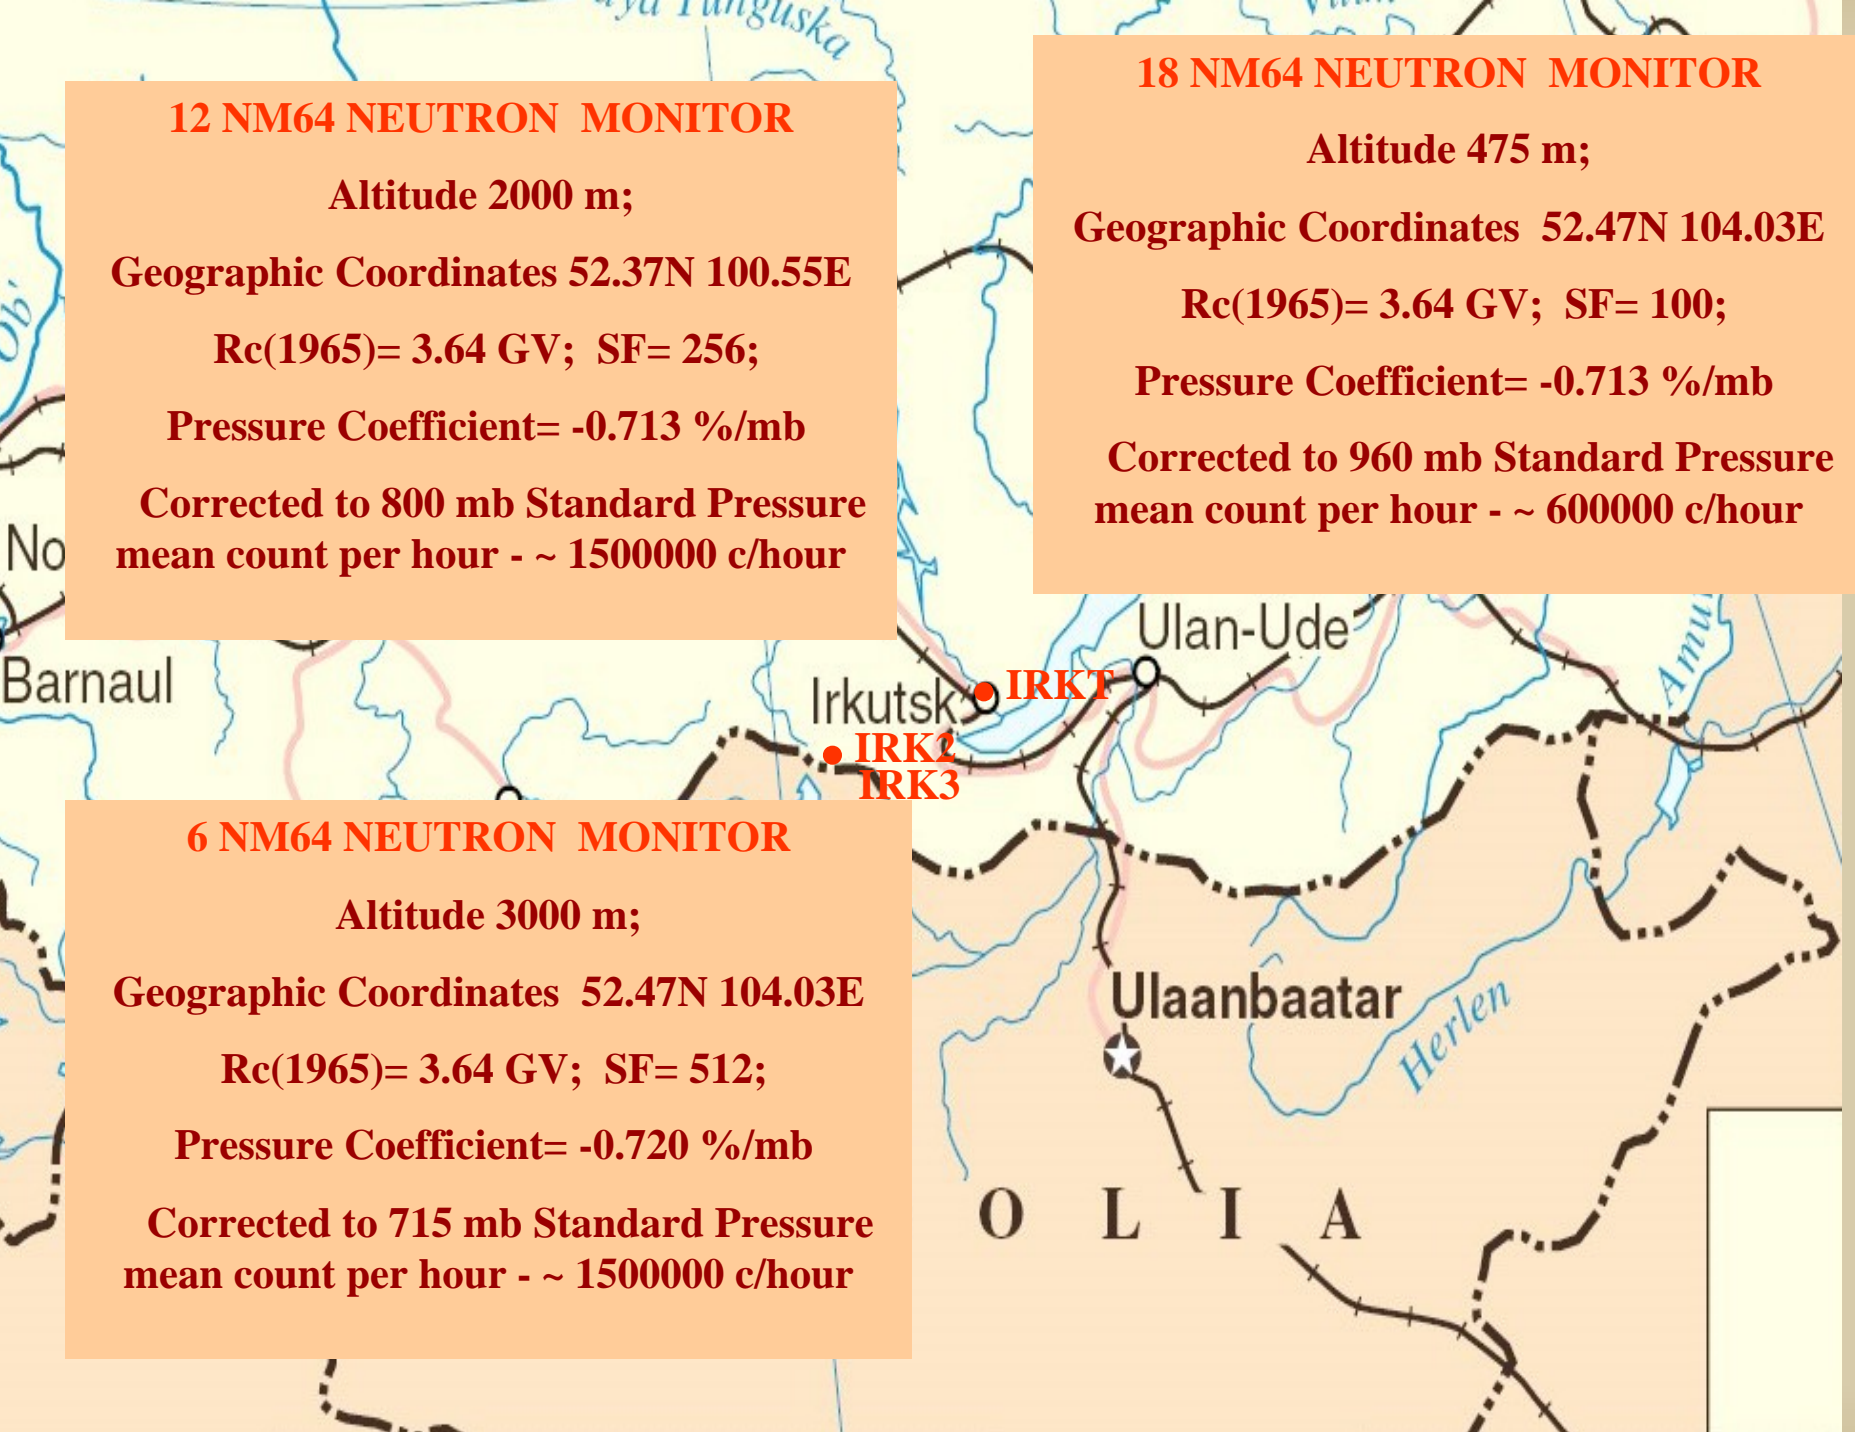 aya Tunguska
12 NM64 NEUTRON MONITOR
Altitude 2000 m;
Geographic Coordinates 52.37N 100.55E
Rc(1965)= 3.64 GV; SF= 256;
Pressure Coefficient= -0.713 %/mb
Corrected to 800 mb Standard Pressure
mean count per hour - ~ 1500000 c/hour
18 NM64 NEUTRON MONITOR
Altitude 475 m;
Geographic Coordinates 52.47N 104.03E
Rc(1965)= 3.64 GV; SF= 100;
Pressure Coefficient= -0.713 %/mb
Corrected to 960 mb Standard Pressure
mean count per hour - ~ 600000 c/hour
Ob'
No
Barnaul
Ulan-Ude
Amu
Irkutsk
IRKT
IRK2
IRK3
6 NM64 NEUTRON MONITOR
Altitude 3000 m;
Geographic Coordinates 52.47N 104.03E
Rc(1965)= 3.64 GV; SF= 512;
Pressure Coefficient= -0.720 %/mb
Corrected to 715 mb Standard Pressure
mean count per hour - ~ 1500000 c/hour
Ulaanbaatar
Herlen
O L I A